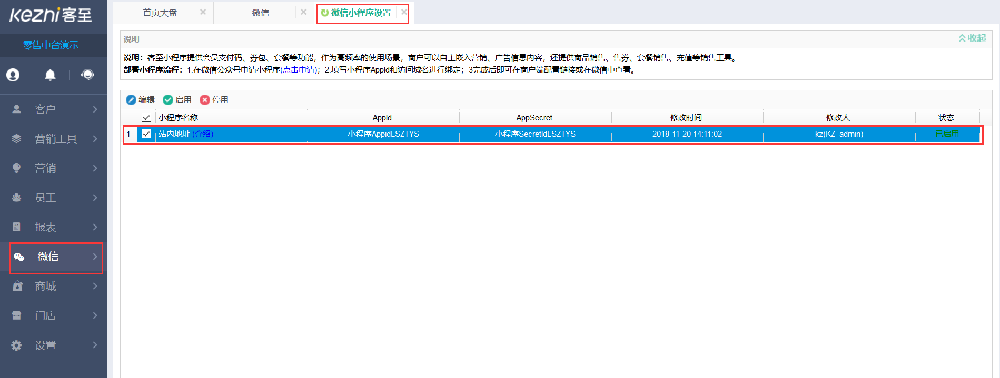 kezhi客至
零售中台演示
客户
营销工具
营销
员工
报表
微信
商城
门店
设置
首页大盘
微信
微信小程序设置
说明
收起
说明：客至小程序提供会员支付码、券包、套餐等功能，作为高频率的使用场景，商户可以自主嵌入营销、广告信息内容，还提供商品销售、售券、套餐销售、充值等销售工具。
部署小程序流程：1.在微信公众号申请小程序(点击申请)；2.填写小程序AppId和访问域名进行绑定；3完成后即可在商户端配置链接或在微信中查看。
编辑 启用 停用
小程序名称 AppId AppSecret 修改时间 修改人 状态
1 站内地址 (介绍) 小程序AppidLSZTYS 小程序SecretIdLSZTYS 2018-11-20 14:11:02 kz(KZ_admin) 已启用